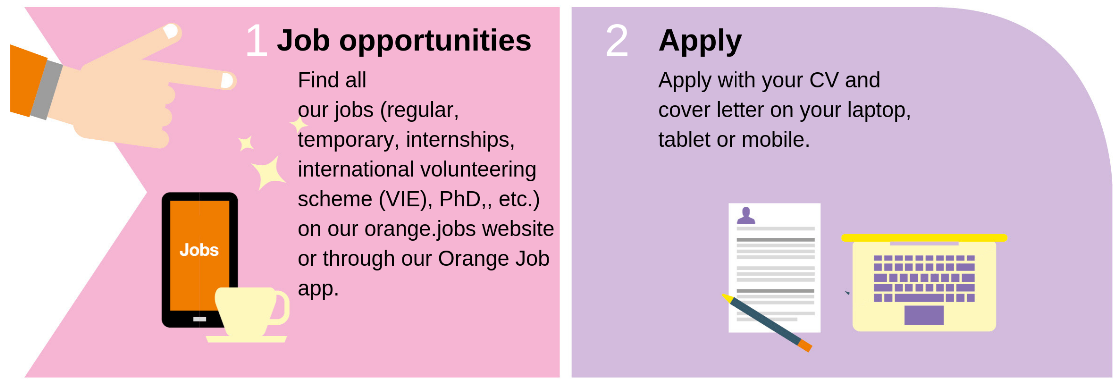 1 Job opportunities
Find all
our jobs (regular,
temporary, internships,
international volunteering
scheme (VIE), PhD,, etc.)
on our orange.jobs website
or through our Orange Job
app.
Jobs
2 Apply
Apply with your CV and
cover letter on your laptop,
tablet or mobile.